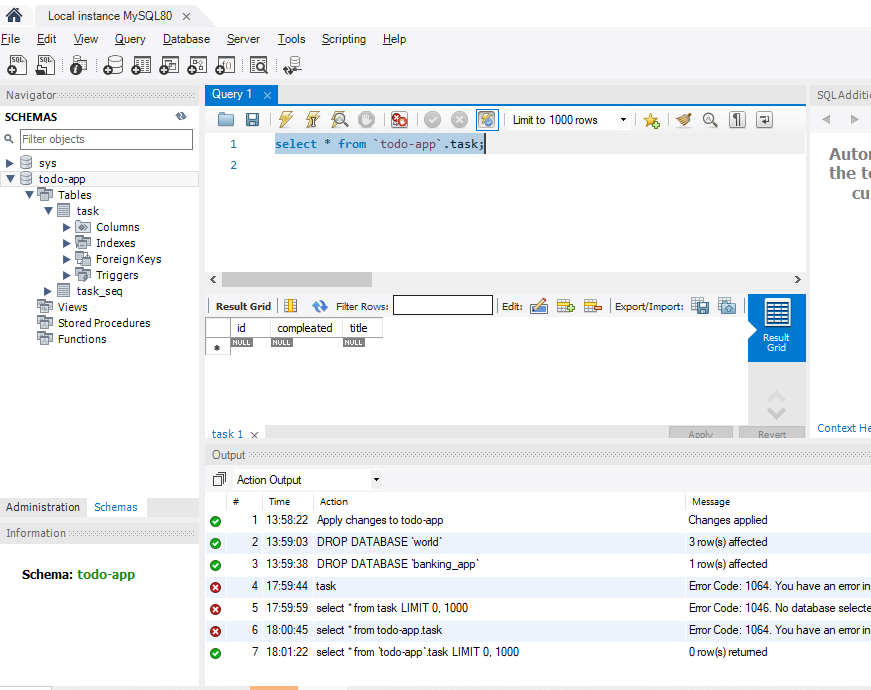 Local instance MySQL80
File Edit View Query Database Server Tools Scripting Help
Navigator
SCHEMAS
Filter objects
sys
todo-app
Tables
task
Columns
Indexes
Foreign Keys
Triggers
task_seq
Views
Stored Procedures
Functions
Administration Schemas
Information
Schema: todo-app
Query 1
Limit to 1000 rows
1 select * from `todo-app`.task;
2
Result Grid Filter Rows: Edit: Export/Import:
id compleated title
NULL NULL NULL
Result
Grid
task 1
Apply Revert
SQLAdditi
Autor
the to
cu
Context He
Output
Action Output
# Time Action Message
1 13:58:22 Apply changes to todo-app Changes applied
2 13:59:03 DROP DATABASE `world` 3 row(s) affected
3 13:59:38 DROP DATABASE `banking_app` 1 row(s) affected
4 17:59:44 task Error Code: 1064. You have an error in
5 17:59:59 select * from task LIMIT 0, 1000 Error Code: 1046. No database selecte
6 18:00:45 select * from todo-app.task Error Code: 1064. You have an error in
7 18:01:22 select * from `todo-app`.task LIMIT 0, 1000 0 row(s) returned